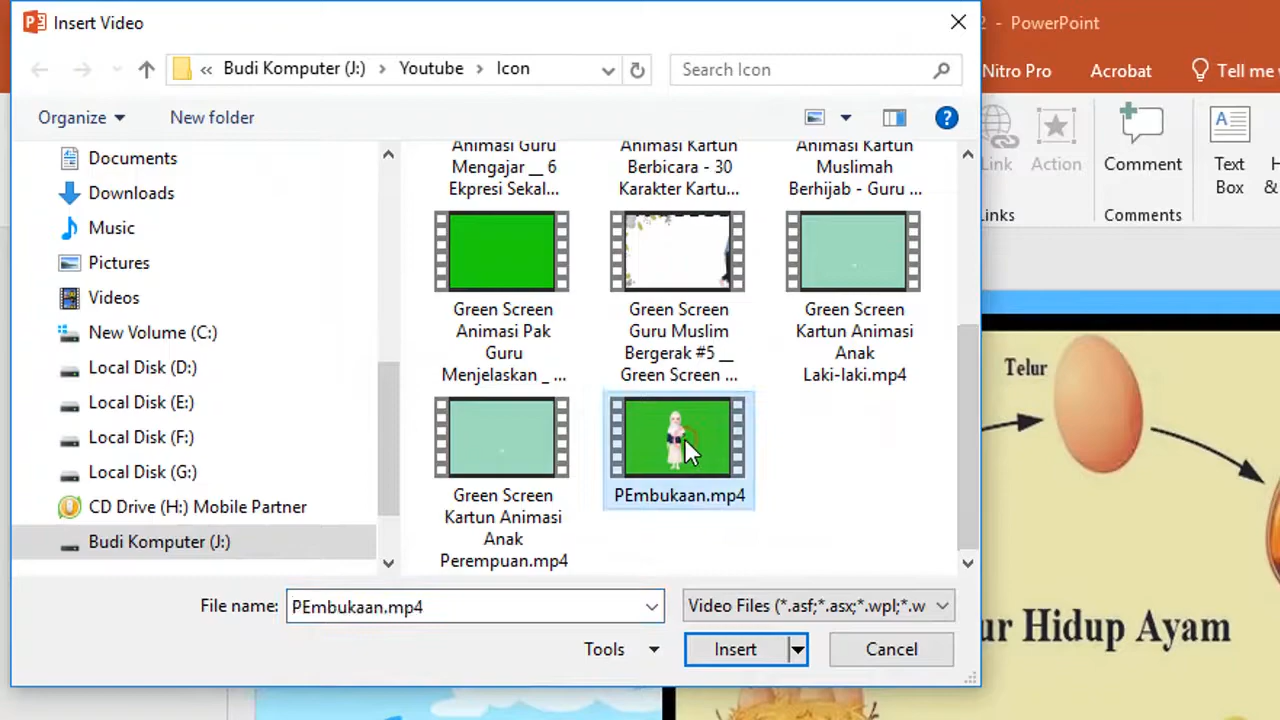 Insert Video
2 - PowerPoint
« Budi Komputer (J:) > Youtube > Icon
Search Icon
Nitro Pro
Acrobat
Tell me
Organize
New folder
Documents
Downloads
Music
Pictures
Videos
New Volume (C:)
Local Disk (D:)
Local Disk (E:)
Local Disk (F:)
Local Disk (G:)
CD Drive (H:) Mobile Partner
Budi Komputer (J:)
Animasi Guru
Mengajar __ 6
Ekpresi Sekal...
Animasi Kartun
Berbicara - 30
Karakter Kartu...
Animasi Kartun
Muslimah
Berhijab - Guru ...
Green Screen
Animasi Pak
Guru
Menjelaskan _ ...
Green Screen
Guru Muslim
Bergerak #5 __
Green Screen ...
Green Screen
Kartun Animasi
Anak
Laki-laki.mp4
Green Screen
Kartun Animasi
Anak
Perempuan.mp4
PEmbukaan.mp4
File name:
PEmbukaan.mp4
Video Files (*.asf;*.asx;*.wpl;*.w
Tools
Insert
Cancel
Link
Action
Comment
Text
Box
H
&
Links
Comments
Telur
ur Hidup Ayam